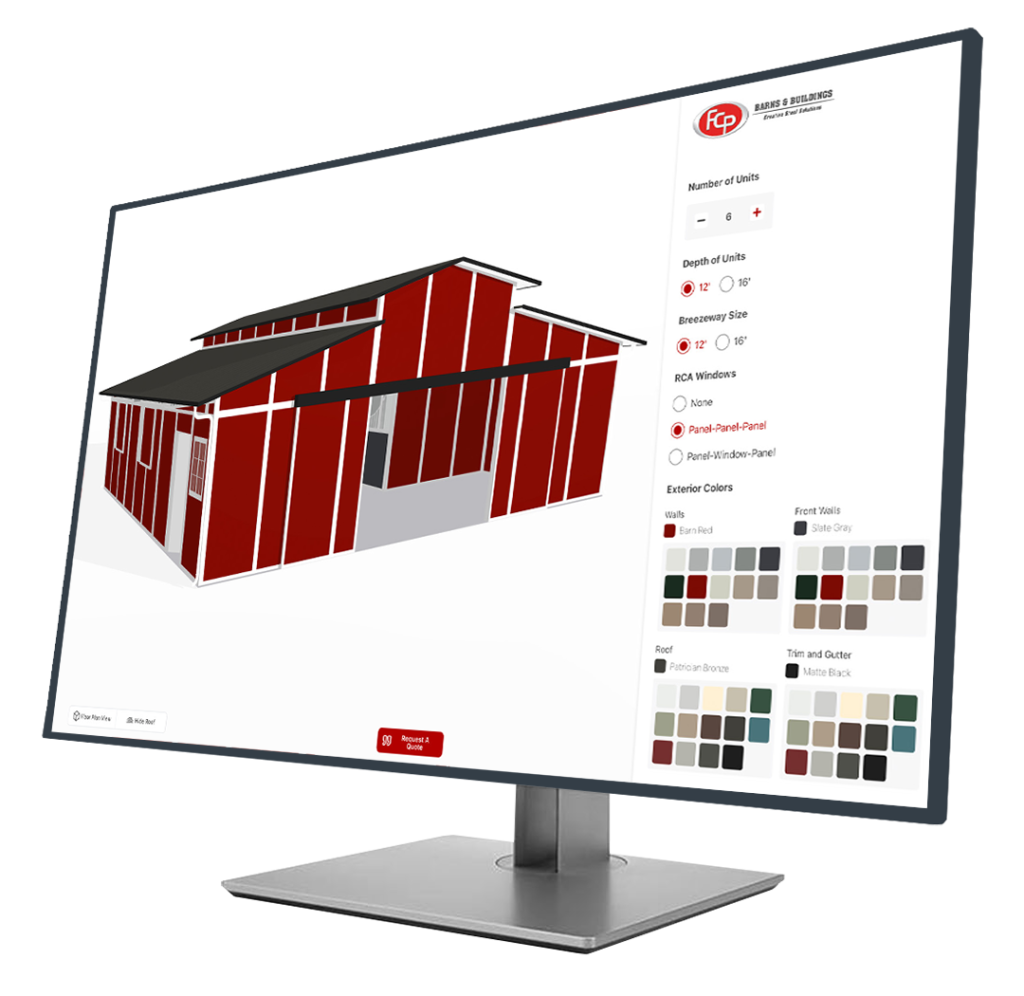 FCP
BARNS & BUILDINGS
Creative Steel Solutions
Number of Units
– 6 +
Depth of Units
12' 16'
Breezeway Size
12' 16'
RCA Windows
None
Panel-Panel-Panel
Panel-Window-Panel
Exterior Colors
Walls
Barn Red
Front Walls
Slate Gray
Roof
Patrician Bronze
Trim and Gutter
Matte Black
Floor Plan View
Hide Roof
Request A
Quote